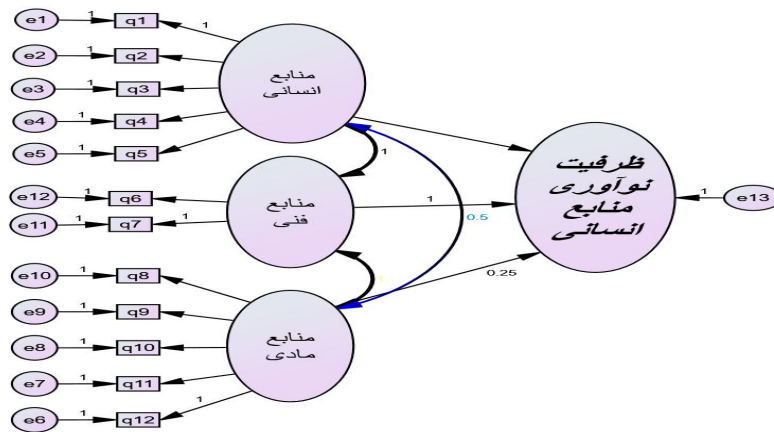 e1 1 q1 1
e2 1 q2
e3 1 q3
e4 1 q4
e5 1 q5
منابع
انسانی
1
e12 1 q6
e11 1 q7 1
منابع
فنی
1
0.5
ظرفیت
نوآوری
منابع
انسانی
1 e13
1
e10 1 q8
e9 1 q9
e8 1 q10
e7 1 q11
e6 1 q12 1
منابع
مادی
0.25